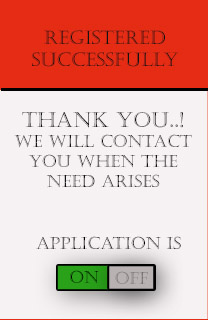 REGISTERED
SUCCESSFULLY
THANK YOU..!
WE WILL CONTACT
YOU WHEN THE
NEED ARISES
APPLICATION IS
ON OFF